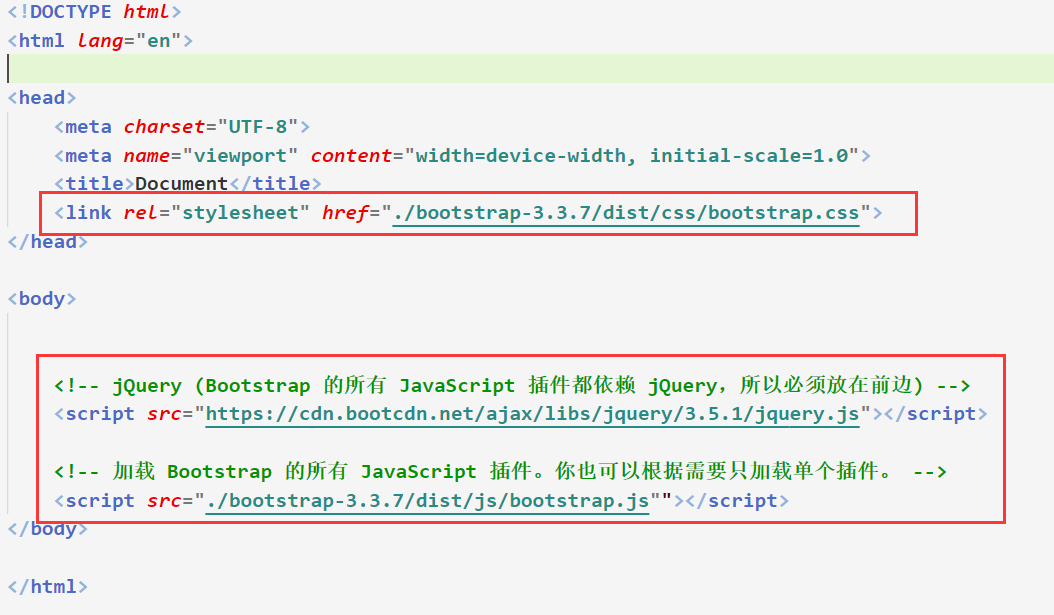 <!DOCTYPE html>
<html lang="en">
<head>
<meta charset="UTF-8">
<meta name="viewport" content="width=device-width, initial-scale=1.0">
<title>Document</title>
<link rel="stylesheet" href="./bootstrap-3.3.7/dist/css/bootstrap.css">
</head>
<body>
<!-- jQuery (Bootstrap 的所有 JavaScript 插件都依赖 jQuery，所以必须放在前边) -->
<script src="https://cdn.bootcdn.net/ajax/libs/jquery/3.5.1/jquery.js"></script>
<!-- 加载 Bootstrap 的所有 JavaScript 插件。你也可以根据需要只加载单个插件。 -->
<script src="./bootstrap-3.3.7/dist/js/bootstrap.js""></script>
</body>
</html>